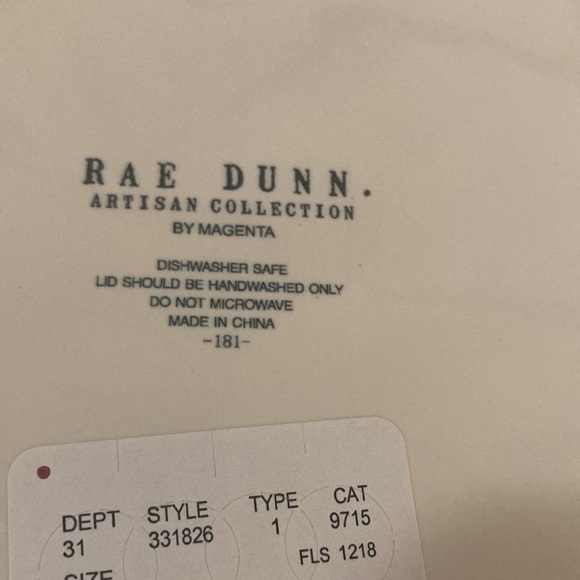 RAE DUNN.
ARTISAN COLLECTION
BY MAGENTA
DISHWASHER SAFE
LID SHOULD BE HANDWASHED ONLY
DO NOT MICROWAVE
MADE IN CHINA
-181-
DEPT STYLE TYPE CAT
31 331826 1 9715
FLS 1218
SIZE